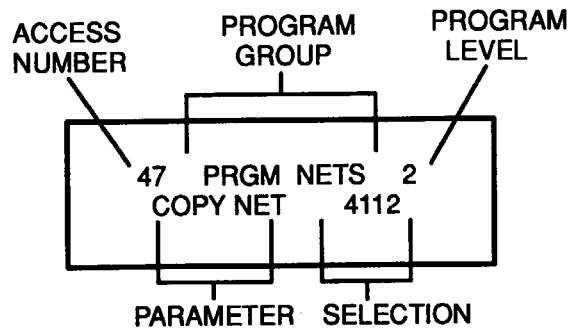 ACCESS NUMBER
PROGRAM GROUP
PROGRAM LEVEL
47 PRGM NETS 2
COPY NET 4112
PARAMETER SELECTION